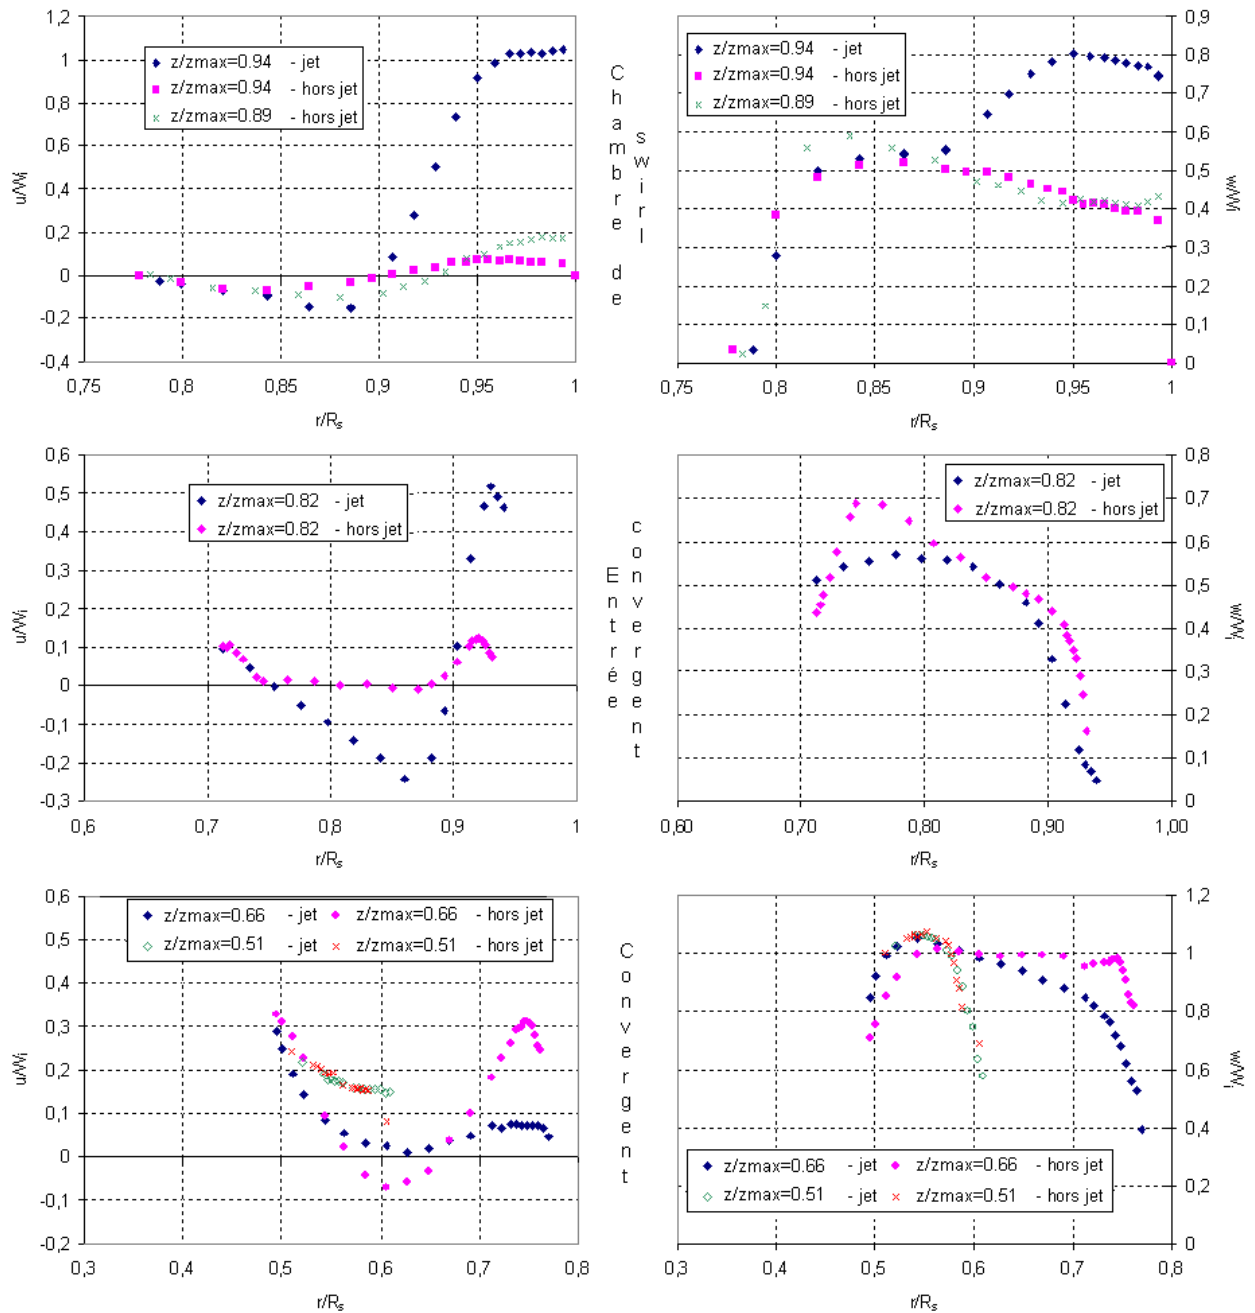 1,2
1
0,8
0,6
0,4
0,2
0
-0,2
-0,4
u/Wi
z/zmax=0.94 - jet
z/zmax=0.94 - hors jet
z/zmax=0.89 - hors jet
0,75 0,8 0,85 0,9 0,95 1
r/Rs
Chambre de
swirl
0,9
0,8
0,7
0,6
0,5
0,4
0,3
0,2
0,1
0
w/Wi
z/zmax=0.94 - jet
z/zmax=0.94 - hors jet
z/zmax=0.89 - hors jet
0,75 0,8 0,85 0,9 0,95 1
r/Rs
0,6
0,5
0,4
0,3
0,2
0,1
0
-0,1
-0,2
-0,3
u/Wi
z/zmax=0.82 - jet
z/zmax=0.82 - hors jet
0,6 0,7 0,8 0,9 1
r/Rs
Entrée
convergent
0,8
0,7
0,6
0,5
0,4
0,3
0,2
0,1
0
w/Wi
z/zmax=0.82 - jet
z/zmax=0.82 - hors jet
0,60 0,70 0,80 0,90 1,00
r/Rs
0,6
0,5
0,4
0,3
0,2
0,1
0
-0,1
-0,2
u/Wi
z/zmax=0.66 - jet z/zmax=0.66 - hors jet
z/zmax=0.51 - jet z/zmax=0.51 - hors jet
0,3 0,4 0,5 0,6 0,7 0,8
r/Rs
Convergent
1,2
1
0,8
0,6
0,4
0,2
0
w/Wi
z/zmax=0.66 - jet z/zmax=0.66 - hors jet
z/zmax=0.51 - jet z/zmax=0.51 - hors jet
0,3 0,4 0,5 0,6 0,7 0,8
r/Rs